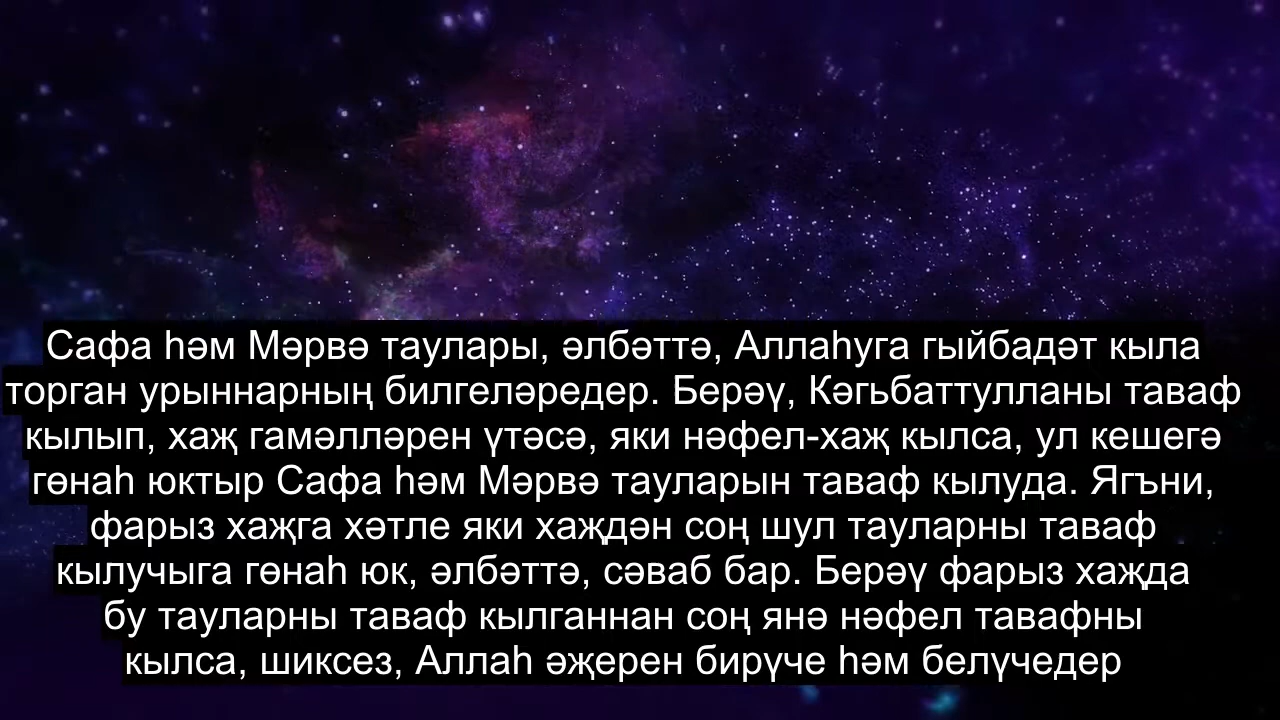 Сафа һәм Мәрвә таулары, әлбәттә, Аллаһуга гыйбадәт кыла
торган урыннарның билгеләредер. Берәү, Кәгьбаттулланы таваф
кылып, хаҗ гамәлләрен үтәсә, яки нәфел-хаҗ кылса, ул кешегә
гөнаһ юктыр Сафа һәм Мәрвә тауларын таваф кылуда. Ягъни,
фарыз хаҗга хәтле яки хаҗдән соң шул тауларны таваф
кылучыга гөнаһ юк, әлбәттә, сәваб бар. Берәү фарыз хаҗда
бу тауларны таваф кылганнан соң янә нәфел тавафны
кылса, шиксез, Аллаһ әҗерен бирүче һәм белүчедер